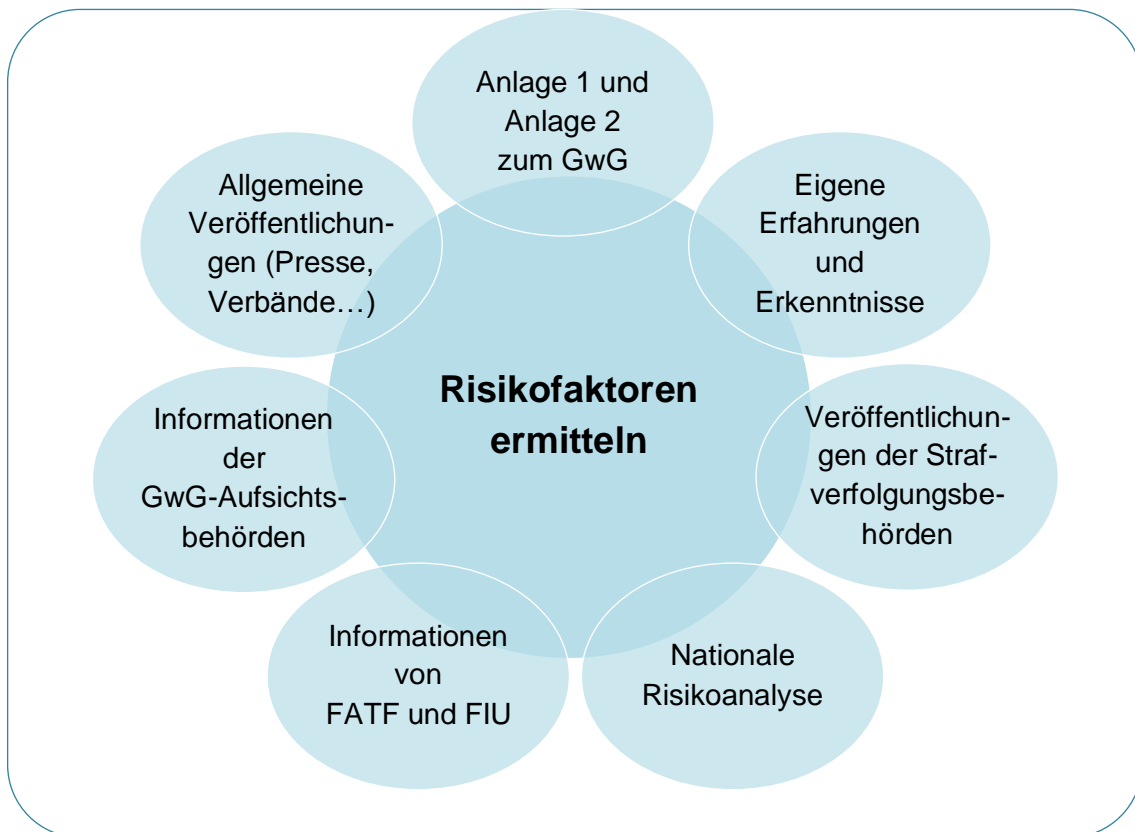 Anlage 1 und
Anlage 2
zum GwG
Eigene
Erfahrungen
und
Erkenntnisse
Veröffentlichun-
gen der Straf-
verfolgungsbe-
hörden
Nationale
Risikoanalyse
Informationen
von
FATF und FIU
Informationen
der
GwG-Aufsichts-
behörden
Allgemeine
Veröffentlichun-
gen (Presse,
Verbände…)
Risikofaktoren
ermitteln